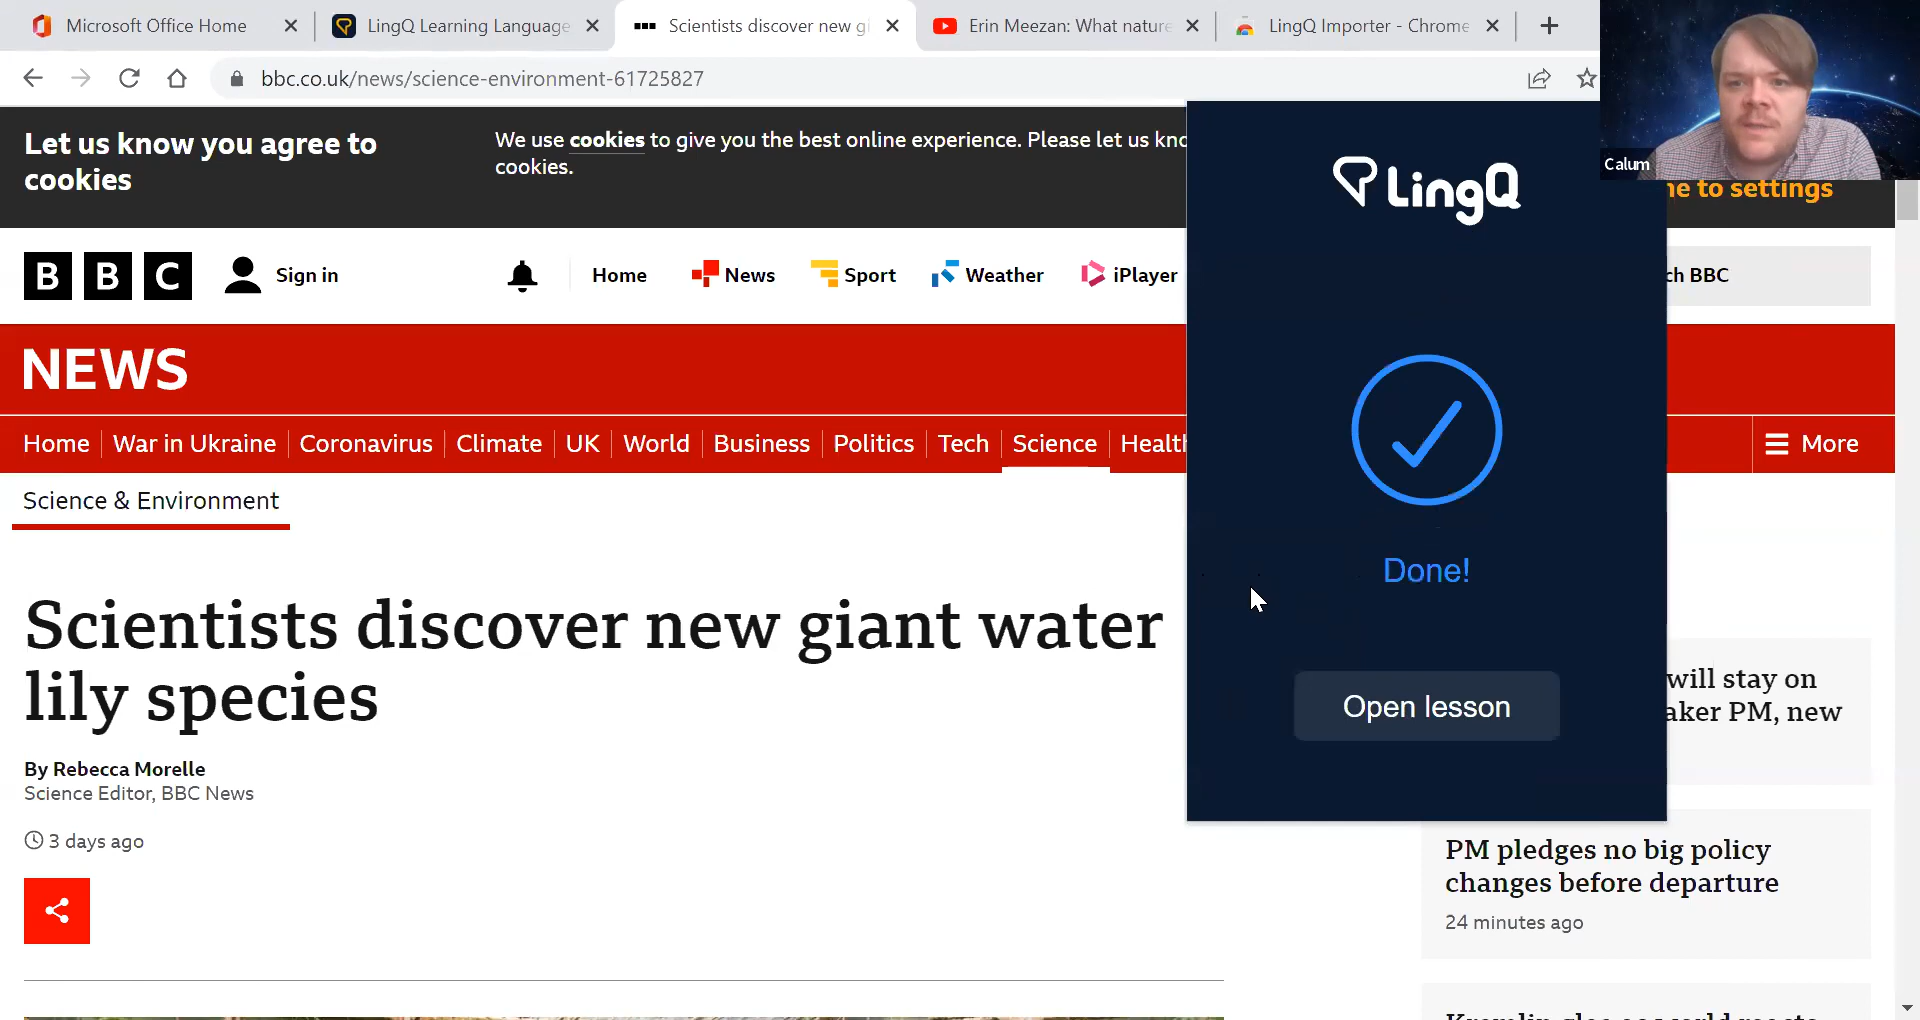 Microsoft Office Home
LingQ Learning Language
Scientists discover new gi
Erin Meezan: What nature
LingQ Importer - Chrome
bbc.co.uk/news/science-environment-61725827
Calum
Let us know you agree to
cookies
We use cookies to give you the best online experience. Please let us kno
cookies.
LingQ
ne to settings
BBC
Sign in
Home
News
Sport
Weather
iPlayer
ch BBC
NEWS
Home
War in Ukraine
Coronavirus
Climate
UK
World
Business
Politics
Tech
Science
Health
More
Science & Environment
Done!
Scientists discover new giant water
lily species
Open lesson
will stay on
aker PM, new
By Rebecca Morelle
Science Editor, BBC News
3 days ago
PM pledges no big policy
changes before departure
24 minutes ago